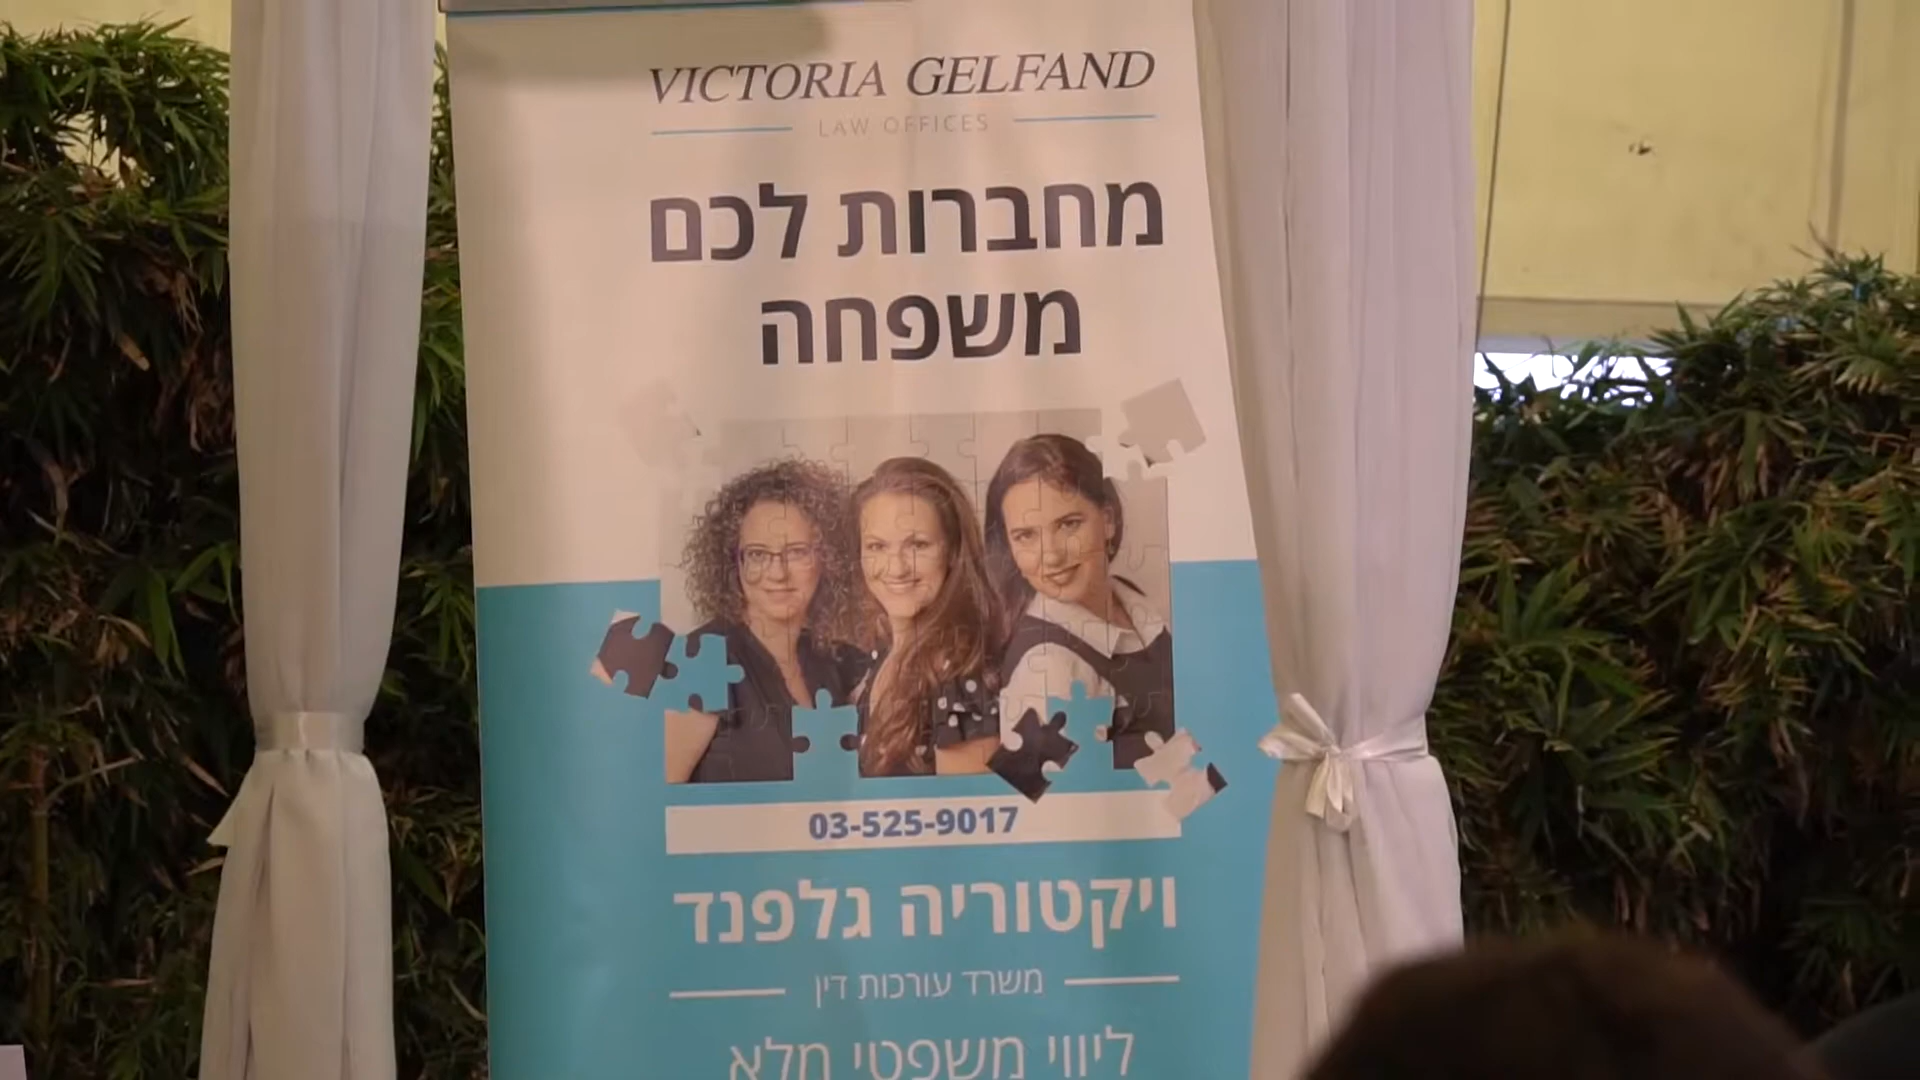 VICTORIA GELFAND
LAW OFFICES
מחברות לכם
משפחה
03-525-9017
ויקטוריה גלפנד
משרד עורכות דין
ליווי משפטי מלא